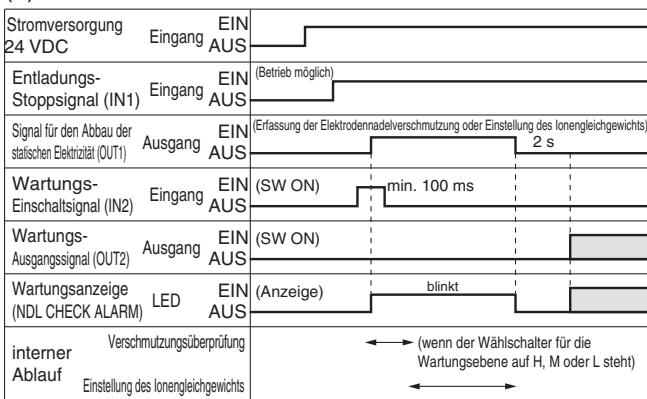 Stromversorgung
24 VDC
Eingang
EIN
AUS
Entladungs-
Stoppsignal (IN1)
Eingang
EIN
AUS
(Betrieb möglich)
Signal für den Abbau der
statischen Elektrizität (OUT1)
Ausgang
EIN
AUS
(Erfassung der Elektrodennadelverschmutzung oder Einstellung des Ionengleichgewichts)
2 s
Wartungs-
Einschaltsignal (IN2)
Eingang
EIN
AUS
(SW ON)
min. 100 ms
Wartungs-
Ausgangssignal (OUT2)
Ausgang
EIN
AUS
(SW ON)
Wartungsanzeige
(NDL CHECK ALARM)
LED
EIN
AUS
(Anzeige)
blinkt
interner
Ablauf
Verschmutzungsüberprüfung
(wenn der Wählschalter für die
Wartungsebene auf H, M oder L steht)
Einstellung des Ionengleichgewichts